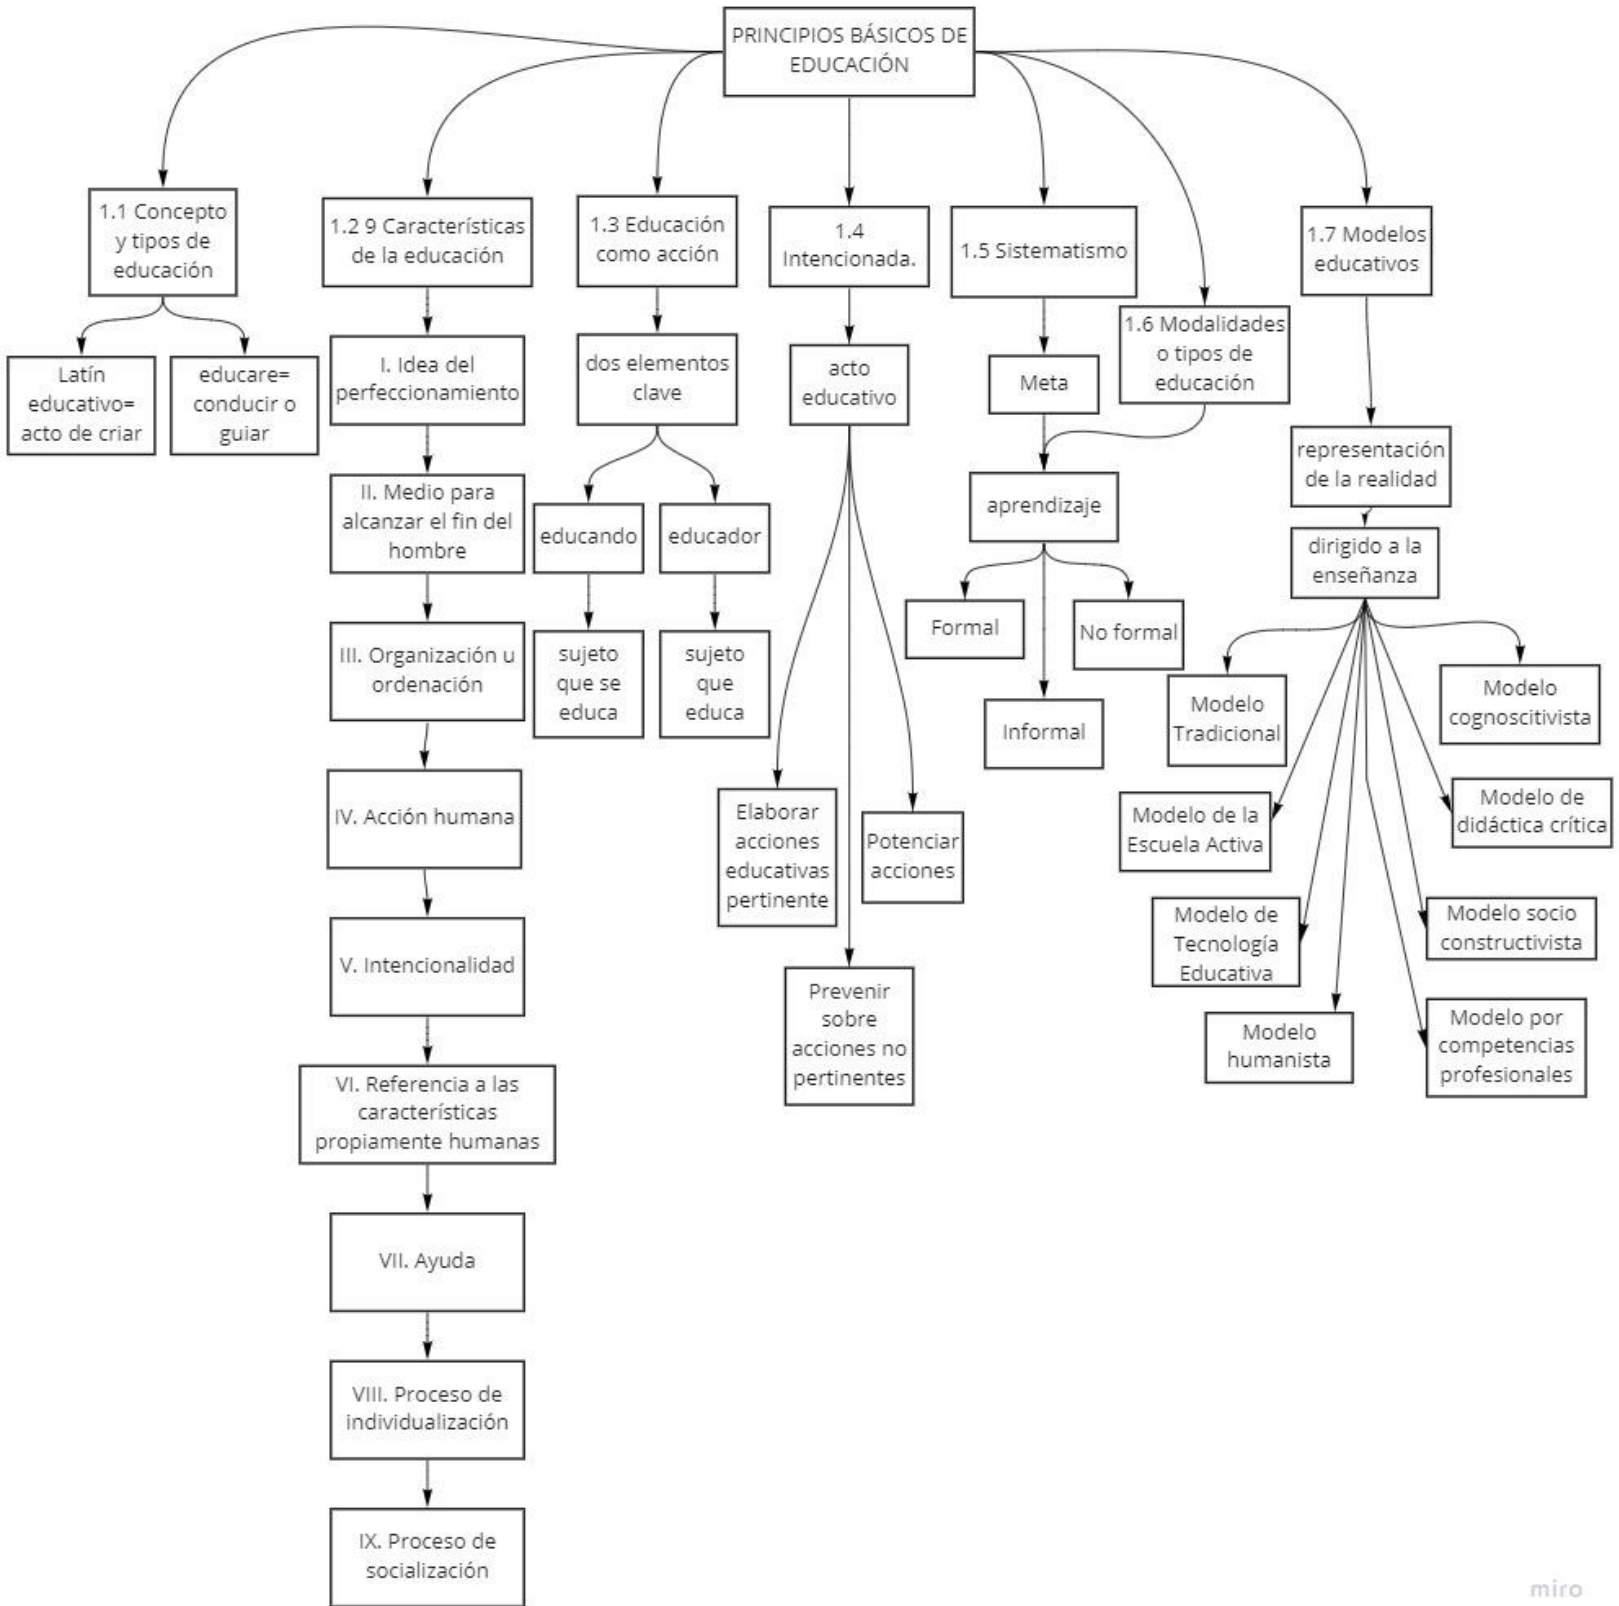 PRINCIPIOS BÁSICOS DE
EDUCACIÓN
1.1 Concepto
y tipos de
educación
Latín
educativo=
acto de criar
educare=
conducir o
guiar
1.2 9 Características
de la educación
I. Idea del
perfeccionamiento
II. Medio para
alcanzar el fin del
hombre
III. Organización u
ordenación
IV. Acción humana
V. Intencionalidad
VI. Referencia a las
características
propiamente humanas
VII. Ayuda
VIII. Proceso de
individualización
IX. Proceso de
socialización
1.3 Educación
como acción
dos elementos
clave
educando
educador
sujeto
que se
educa
sujeto
que
educa
1.4
Intencionada.
acto
educativo
Elaborar
acciones
educativas
pertinente
Potenciar
acciones
Prevenir
sobre
acciones no
pertinentes
1.5 Sistematismo
Meta
1.6 Modalidades
o tipos de
educación
aprendizaje
Formal
No formal
Informal
1.7 Modelos
educativos
representación
de la realidad
dirigido a la
enseñanza
Modelo
Tradicional
Modelo
cognoscitivista
Modelo de la
Escuela Activa
Modelo de
didáctica crítica
Modelo de
Tecnología
Educativa
Modelo socio
constructivista
Modelo
humanista
Modelo por
competencias
profesionales
miro